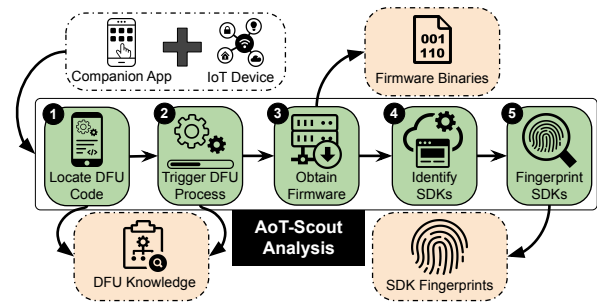 Companion App
IoT Device
001
110
Firmware Binaries
1
2
3
4
5
</>
Locate DFU
Code
Trigger DFU
Process
Obtain
Firmware
Identify
SDKs
Fingerprint
SDKs
AoT-Scout
Analysis
DFU Knowledge
SDK Fingerprints